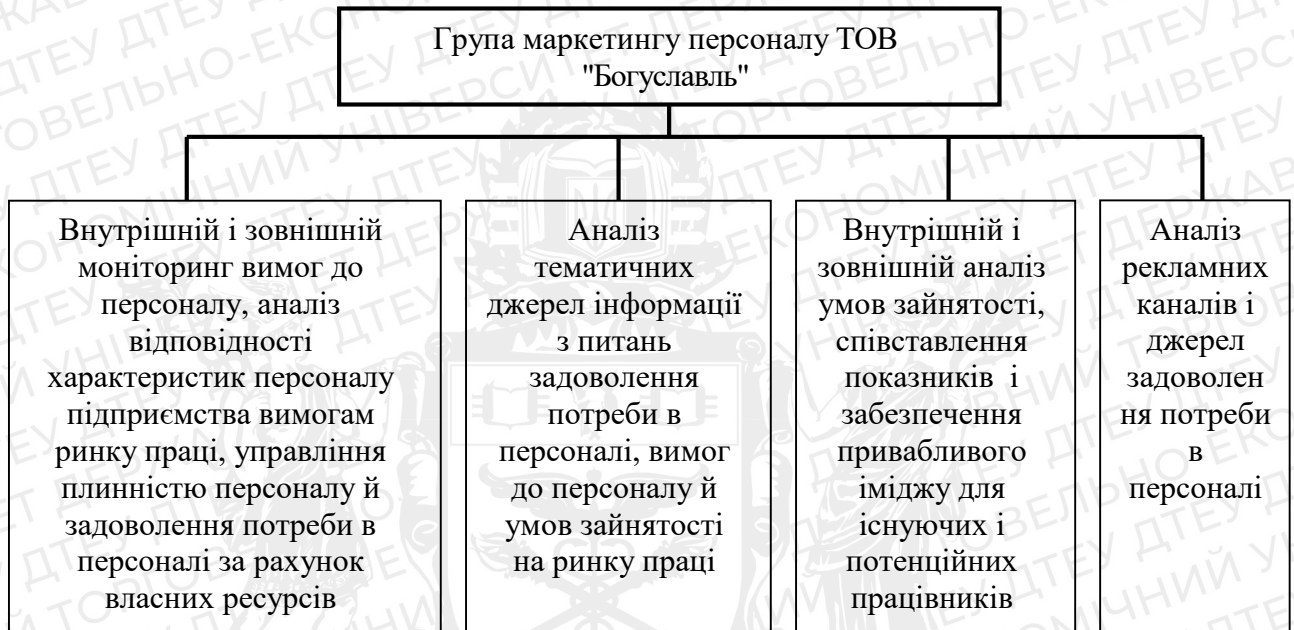 Група маркетингу персоналу ТОВ
"Богуславль"
Внутрішній і зовнішній
моніторинг вимог до
персоналу, аналіз
відповідності
характеристик персоналу
підприємства вимогам
ринку праці, управління
плинністю персоналу й
задоволення потреби в
персоналі за рахунок
власних ресурсів
Аналіз
тематичних
джерел інформації
з питань
задоволення
потреби в
персоналі, вимог
до персоналу й
умов зайнятості
на ринку праці
Внутрішній і
зовнішній аналіз
умов зайнятості,
співставлення
показників і
забезпечення
привабливого
іміджу для
існуючих і
потенційних
працівників
Аналіз
рекламних
каналів і
джерел
задоволен
ня потреби
в
персоналі